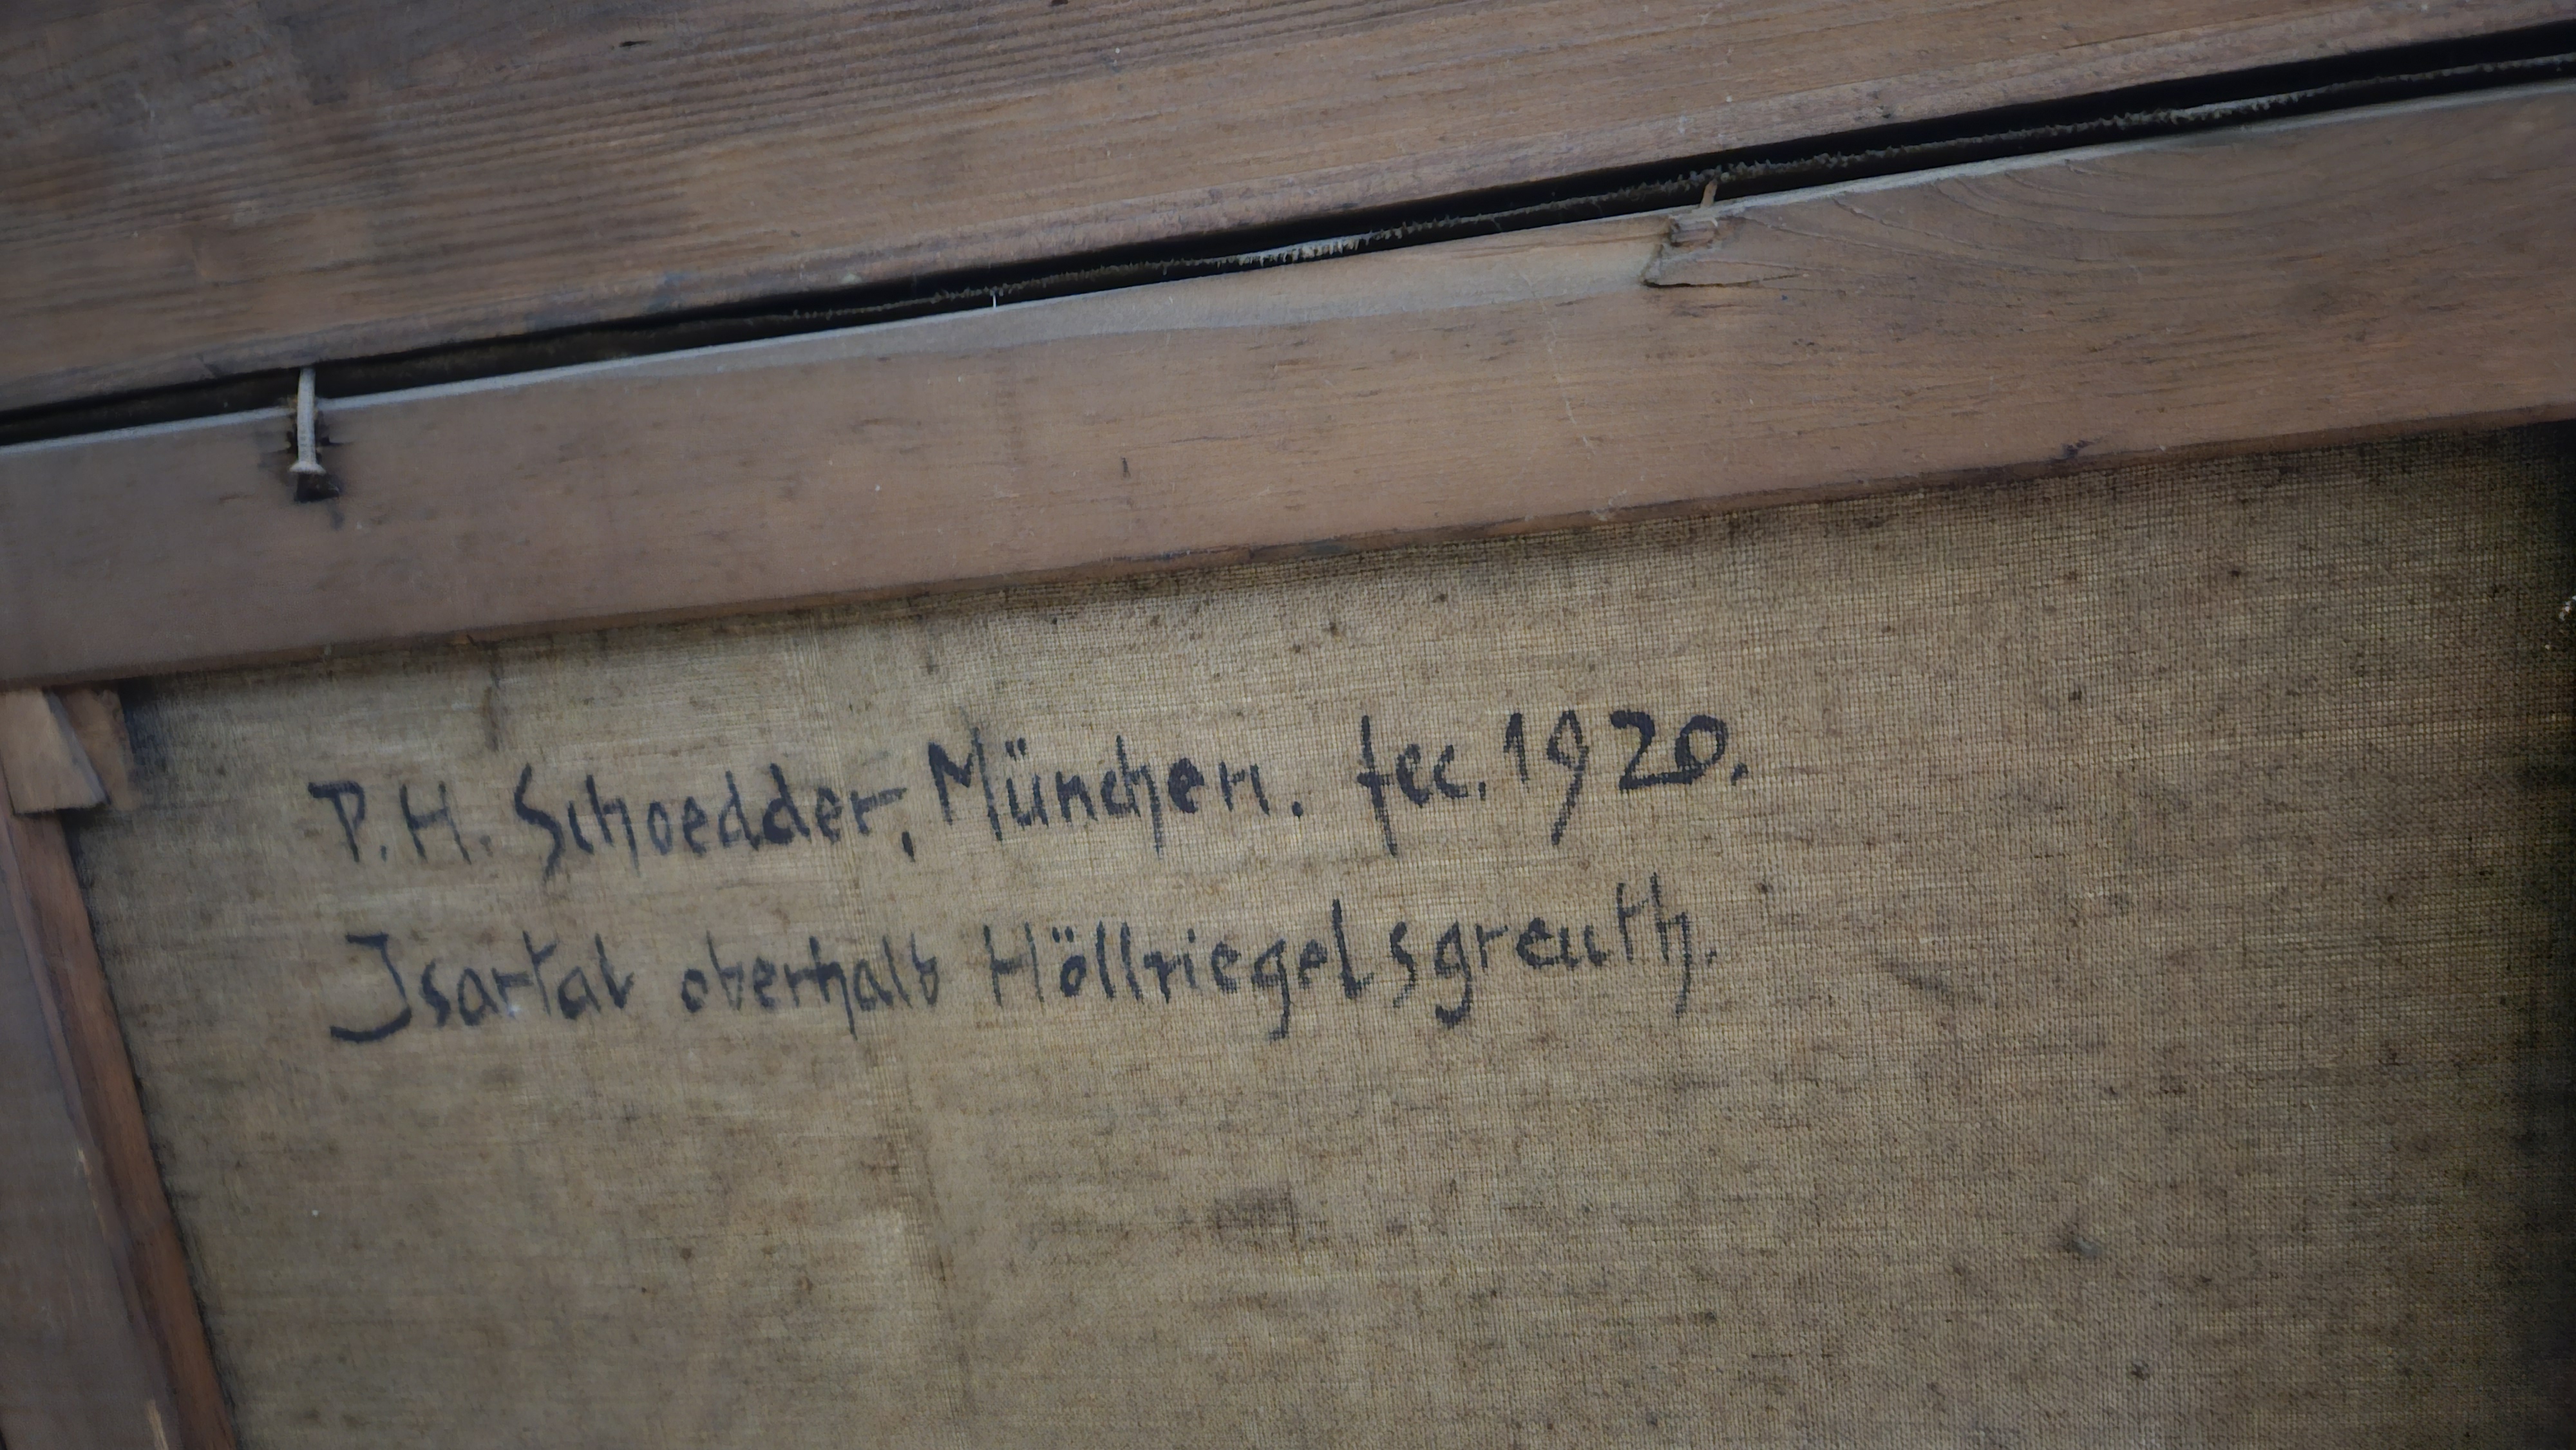 P. H. Schoedder, München. fec. 1920.
Isartal oberhalb Höllriegelsgreuth.